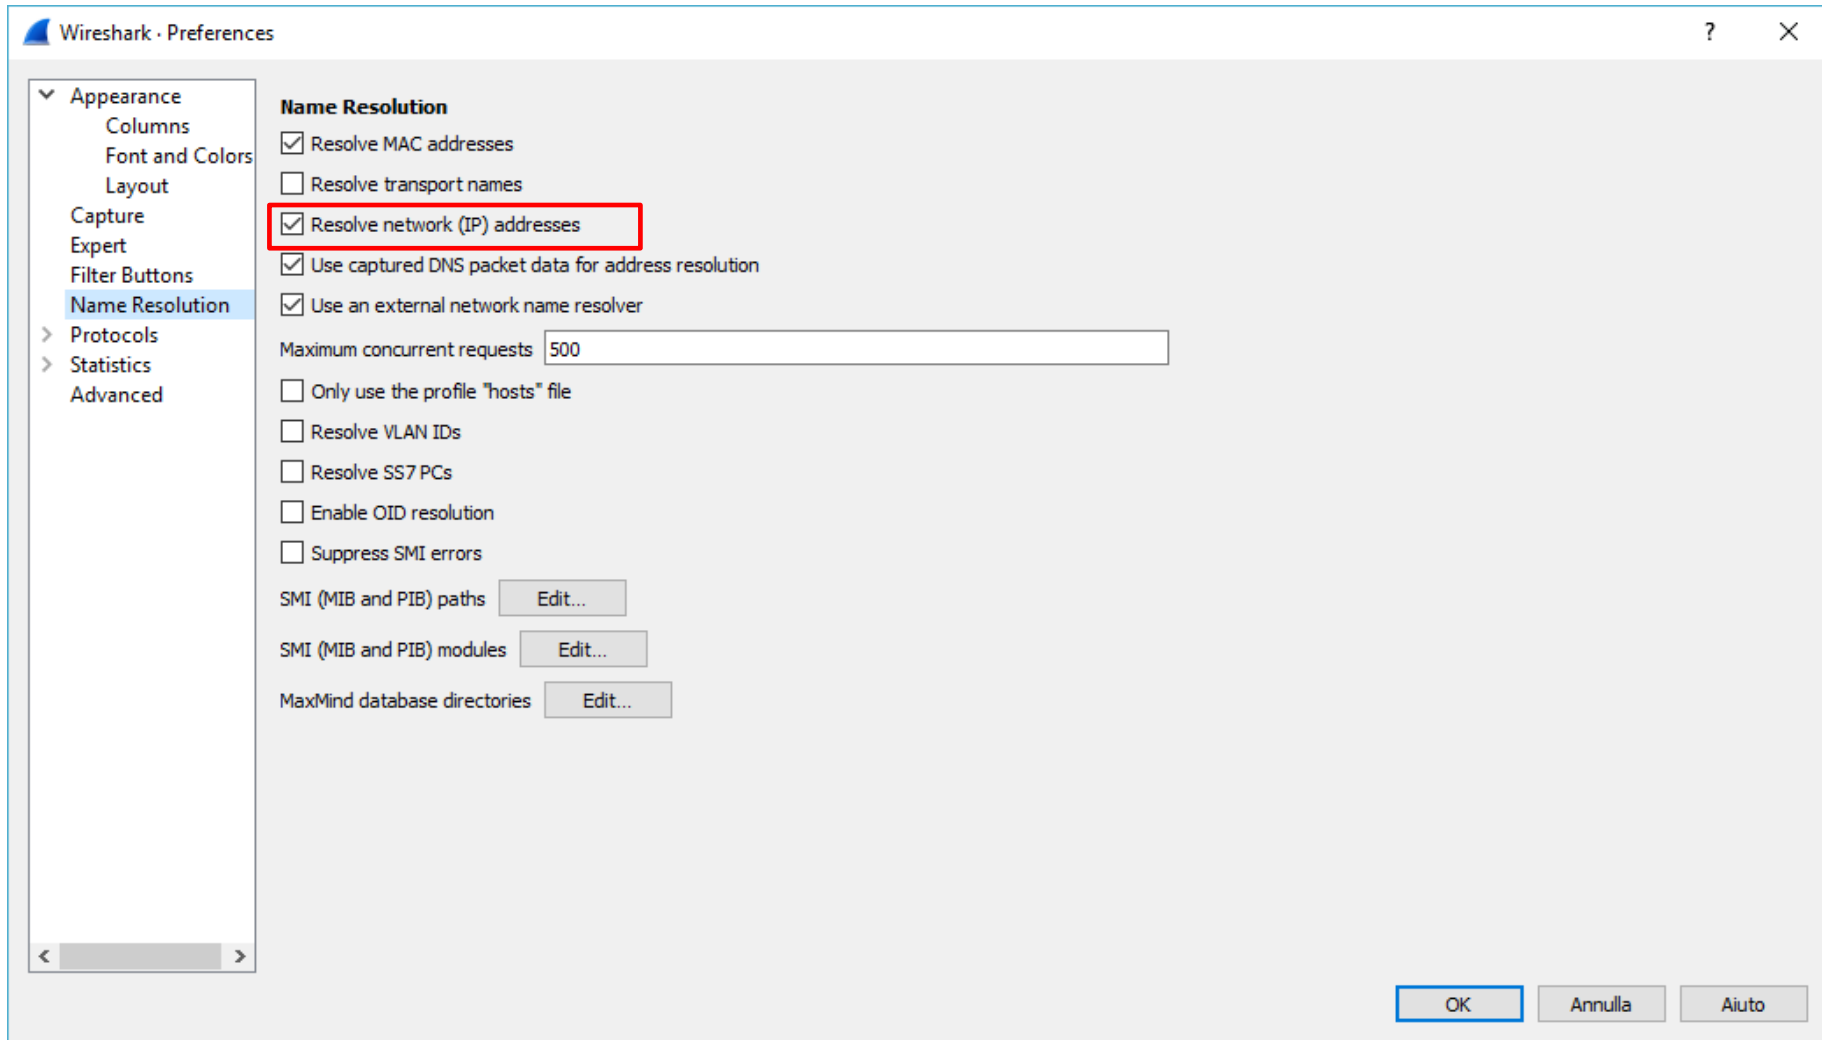 Wireshark · Preferences
?
Appearance
Columns
Font and Colors
Layout
Capture
Expert
Filter Buttons
Name Resolution
Protocols
Statistics
Advanced
Name Resolution
Resolve MAC addresses
Resolve transport names
Resolve network (IP) addresses
Use captured DNS packet data for address resolution
Use an external network name resolver
Maximum concurrent requests 500
Only use the profile "hosts" file
Resolve VLAN IDs
Resolve SS7 PCs
Enable OID resolution
Suppress SMI errors
SMI (MIB and PIB) paths Edit...
SMI (MIB and PIB) modules Edit...
MaxMind database directories Edit...
OK Annulla Aiuto